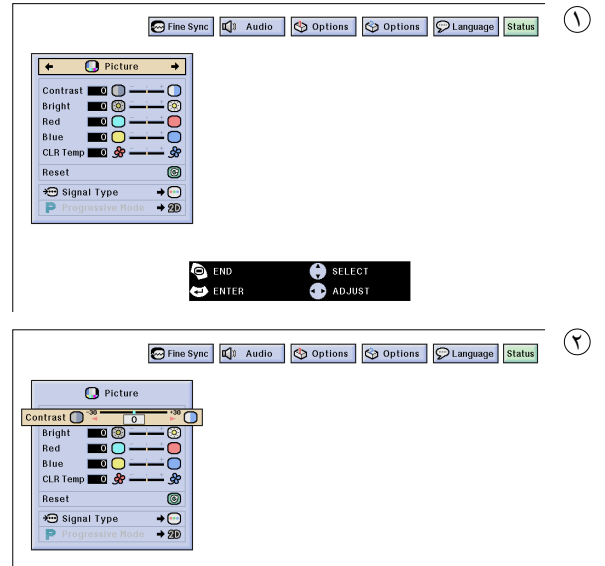 Fine Sync Audio Options Options Language Status
١
Picture
Contrast 0
Bright 0
Red 0
Blue 0
CLR Temp 0
Reset
Signal Type
P Progressive Mode 2D
END SELECT
ENTER ADJUST
Fine Sync Audio Options Options Language Status
٢
Picture
Contrast -30 0 +30
Bright 0
Red 0
Blue 0
CLR Temp 0
Reset
Signal Type
P Progressive Mode 2D